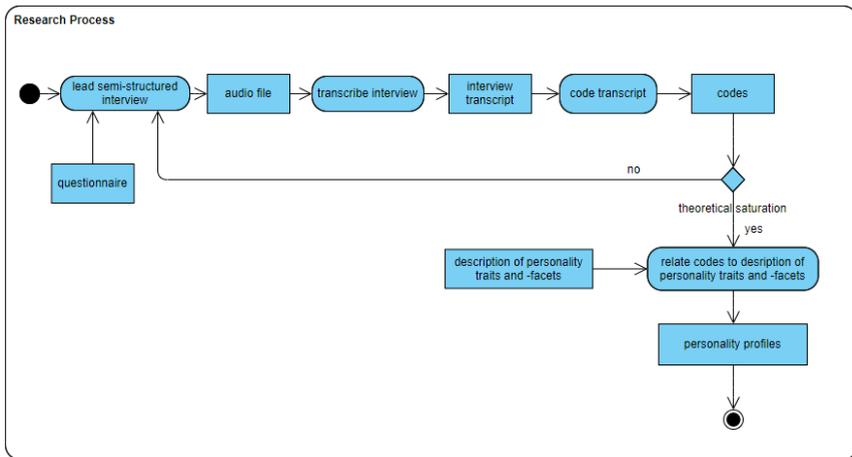 Research Process
lead semi-structured
interview
audio file
transcribe interview
interview
transcript
code transcript
codes
questionnaire
no
theoretical saturation
yes
description of personality
traits and -facets
relate codes to desription of
personality traits and -facets
personality profiles